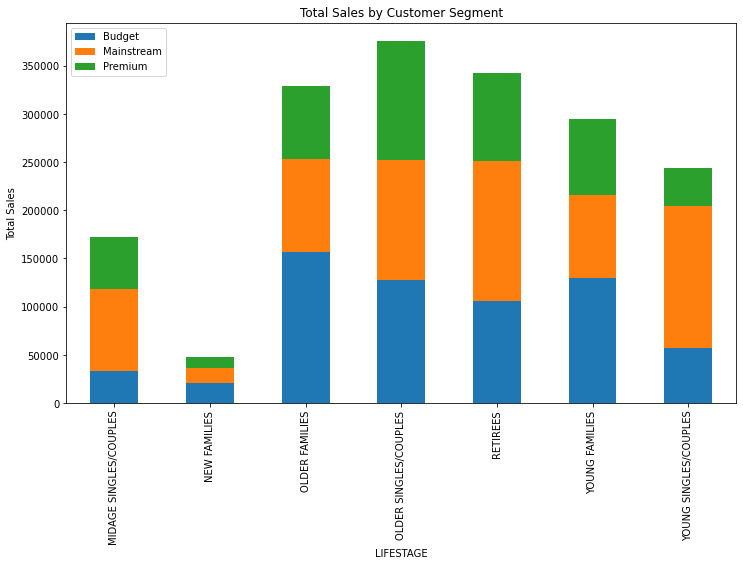 Total Sales by Customer Segment
Budget
Mainstream
Premium
350000
300000
250000
200000
150000
100000
50000
0
Total Sales
MIDAGE SINGLES/COUPLES
NEW FAMILIES
OLDER FAMILIES
OLDER SINGLES/COUPLES
RETIREES
YOUNG FAMILIES
YOUNG SINGLES/COUPLES
LIFESTAGE